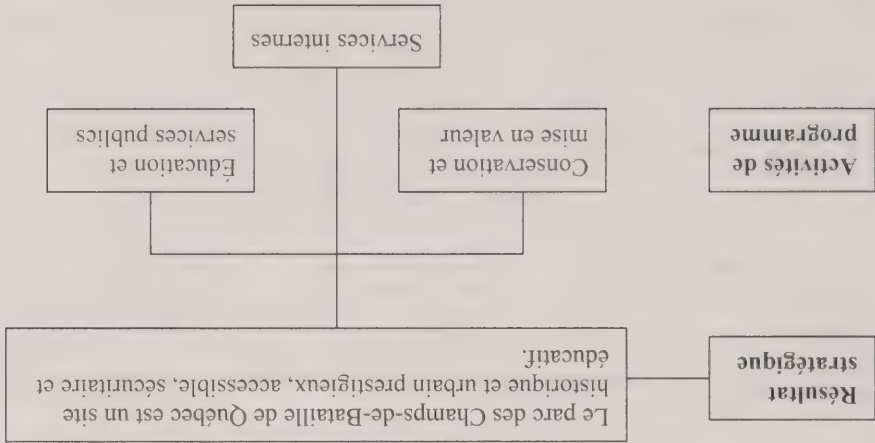 Résultat
stratégique
Le parc des Champs-de-Bataille de Québec est un site
historique et urbain prestigieux, accessible, sécuritaire et
éducatif.
Activités de
programme
Conservation et
mise en valeur
Éducation et
services publics
Services internes